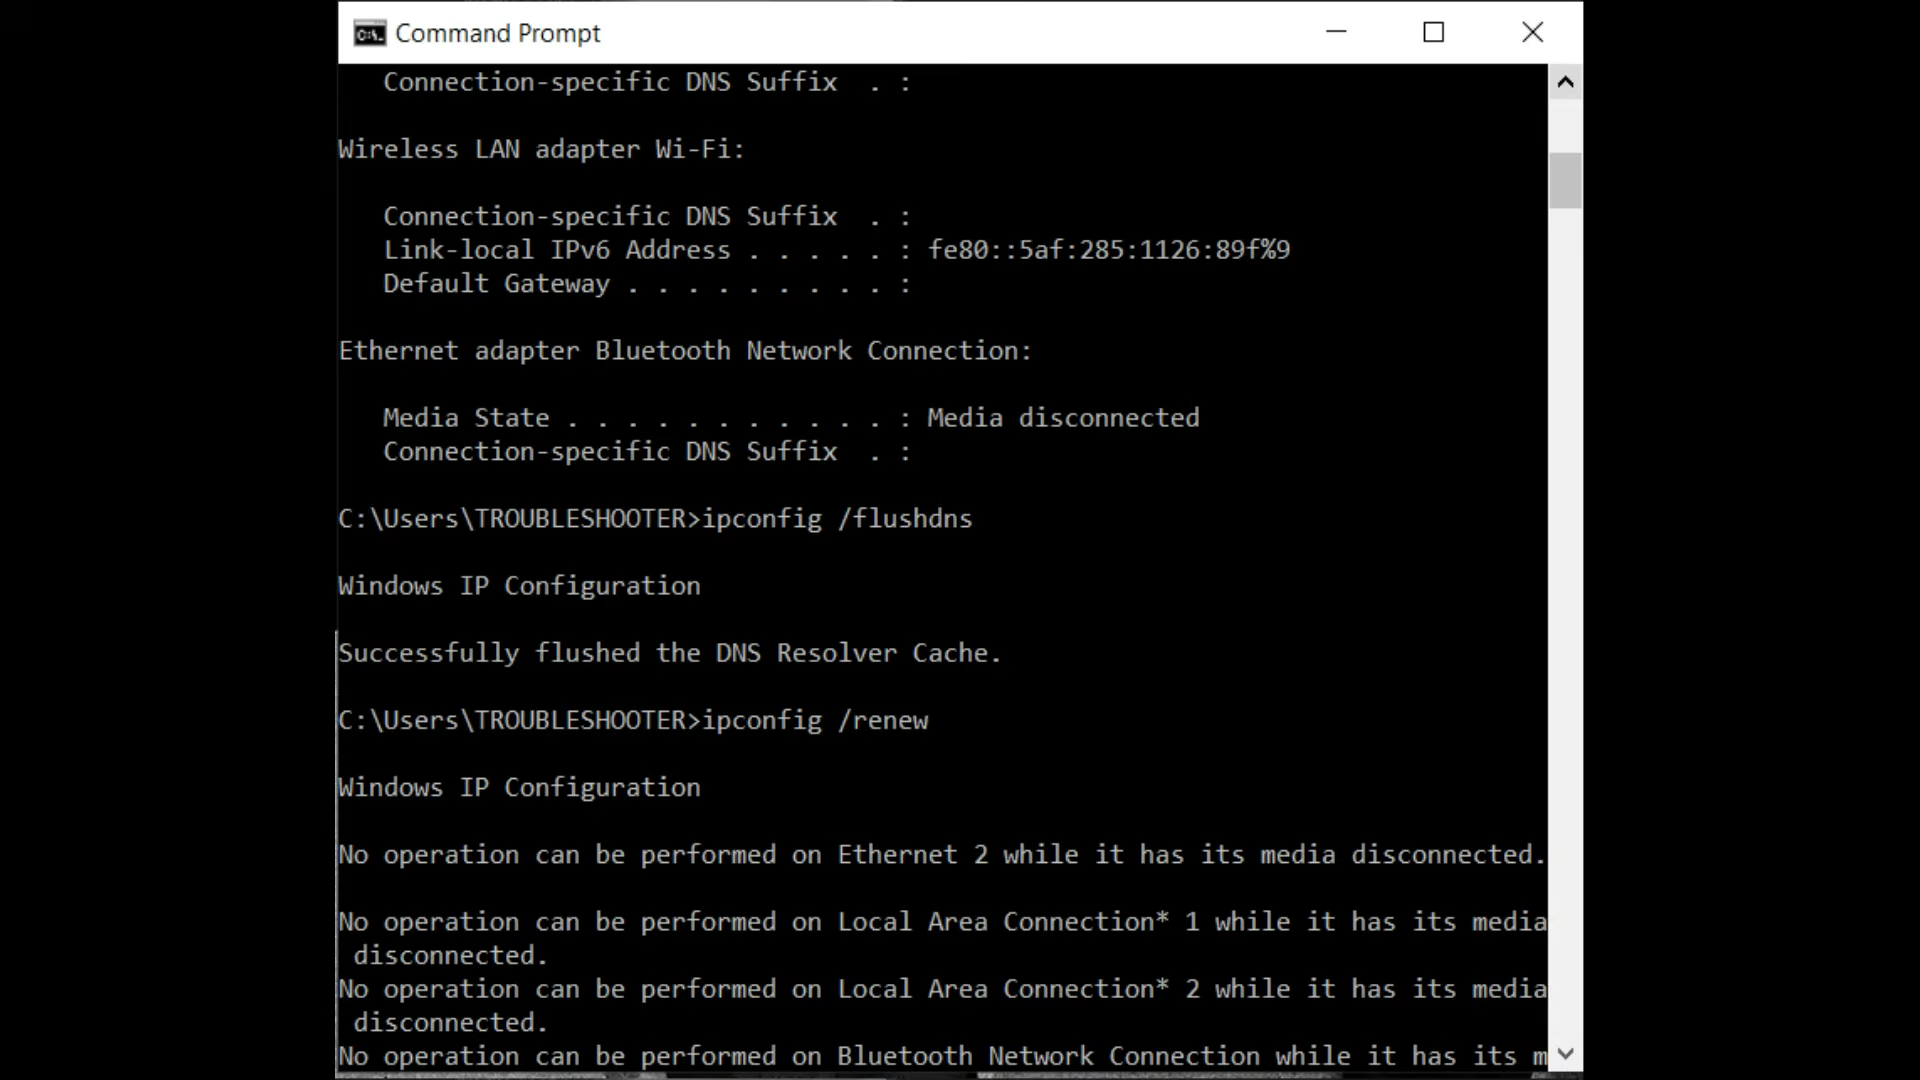 Command Prompt
Connection-specific DNS Suffix  . :
Wireless LAN adapter Wi-Fi:
Connection-specific DNS Suffix  . :
Link-local IPv6 Address . . . . . : fe80::5af:285:1126:89f%9
Default Gateway . . . . . . . . . :
Ethernet adapter Bluetooth Network Connection:
Media State . . . . . . . . . . . : Media disconnected
Connection-specific DNS Suffix  . :
C:\Users\TROUBLESHOOTER>ipconfig /flushdns
Windows IP Configuration
Successfully flushed the DNS Resolver Cache.
C:\Users\TROUBLESHOOTER>ipconfig /renew
Windows IP Configuration
No operation can be performed on Ethernet 2 while it has its media disconnected.
No operation can be performed on Local Area Connection* 1 while it has its media
disconnected.
No operation can be performed on Local Area Connection* 2 while it has its media
disconnected.
No operation can be performed on Bluetooth Network Connection while it has its m